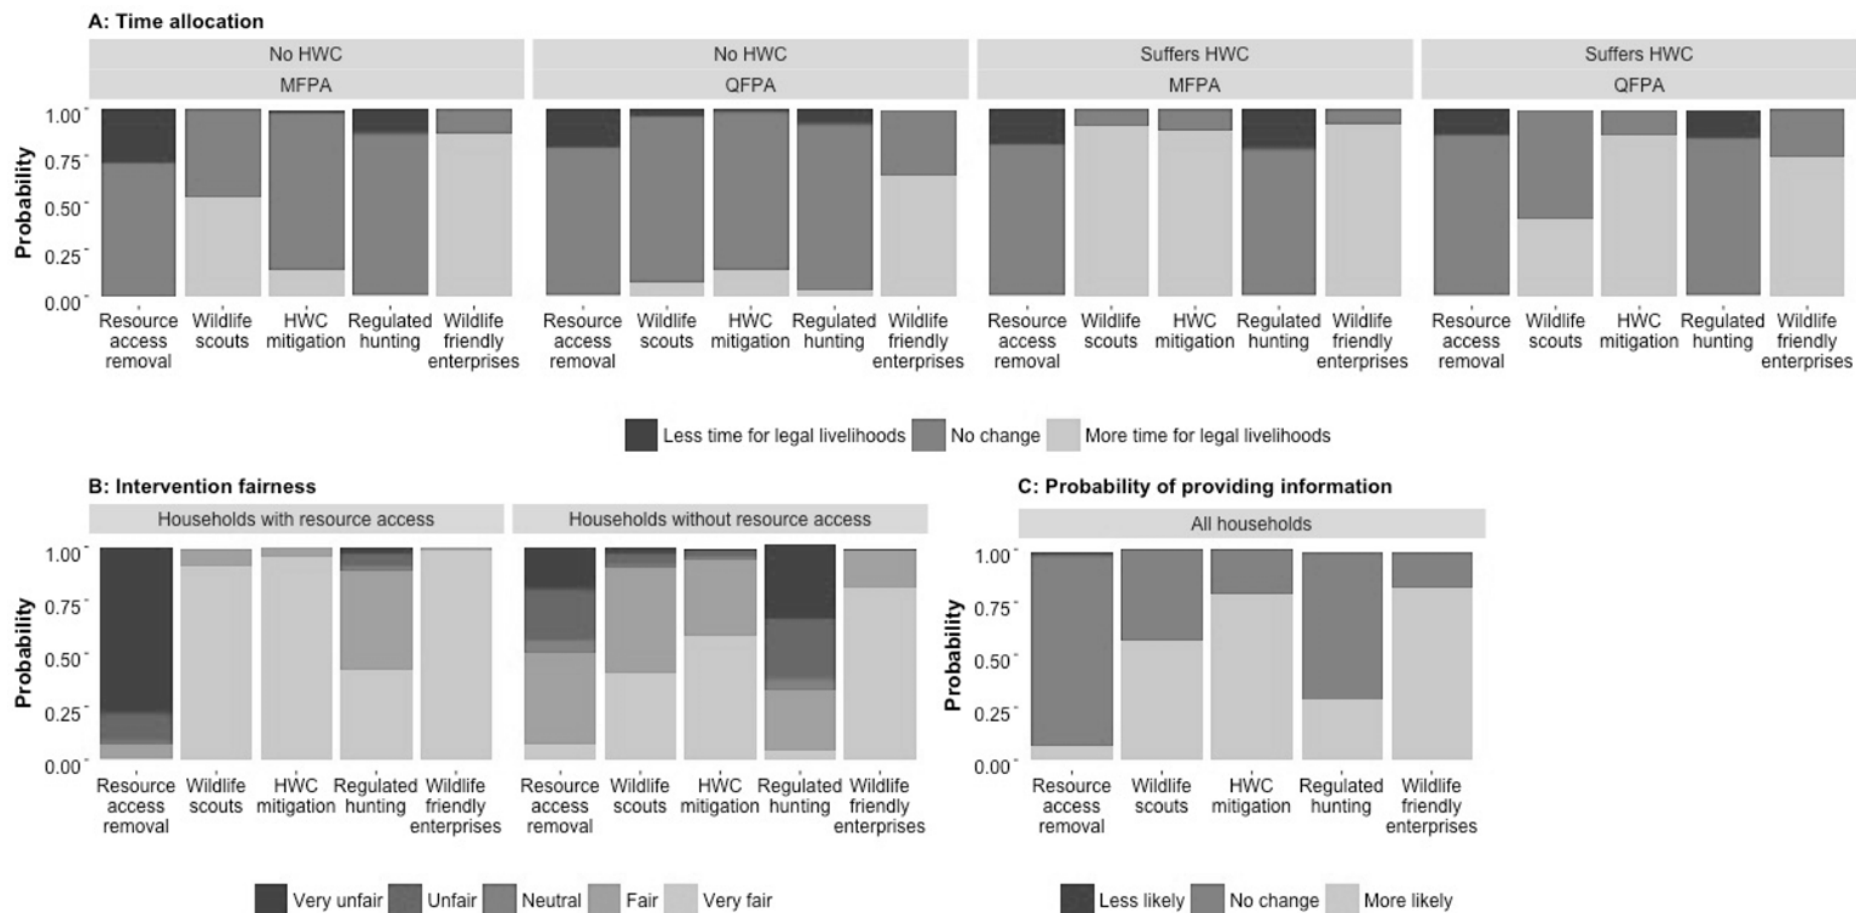 A: Time allocation
No HWC No HWC Suffers HWC Suffers HWC
MFPA QFPA MFPA QFPA
Probability
1.00
0.75
0.50
0.25
0.00
Resource Wildlife HWC Regulated Wildlife Resource Wildlife HWC Regulated Wildlife Resource Wildlife HWC Regulated Wildlife Resource Wildlife HWC Regulated Wildlife
access scouts mitigation hunting friendly access scouts mitigation hunting friendly access scouts mitigation hunting friendly access scouts mitigation hunting friendly
removal enterprises removal enterprises removal enterprises removal enterprises
Less time for legal livelihoods No change More time for legal livelihoods
B: Intervention fairness
Households with resource access Households without resource access
Probability
1.00
0.75
0.50
0.25
0.00
Resource Wildlife HWC Regulated Wildlife Resource Wildlife HWC Regulated Wildlife
access scouts mitigation hunting friendly access scouts mitigation hunting friendly
removal enterprises removal enterprises
Very unfair Unfair Neutral Fair Very fair
C: Probability of providing information
All households
Probability
1.00
0.75
0.50
0.25
0.00
Resource Wildlife HWC Regulated Wildlife
access scouts mitigation hunting friendly
removal enterprises
Less likely No change More likely